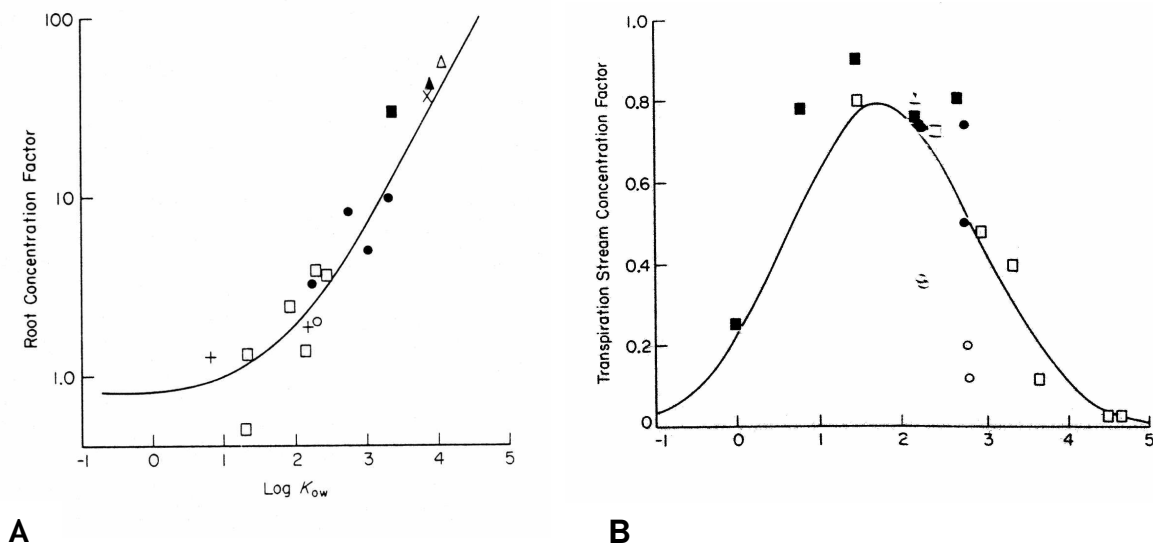 Root Concentration Factor
100
10
1.0
-1 0 1 2 3 4 5
Log Kow
A
Transpiration Stream Concentration Factor
1.0
0.8
0.6
0.4
0.2
0
-1 0 1 2 3 4 5
B